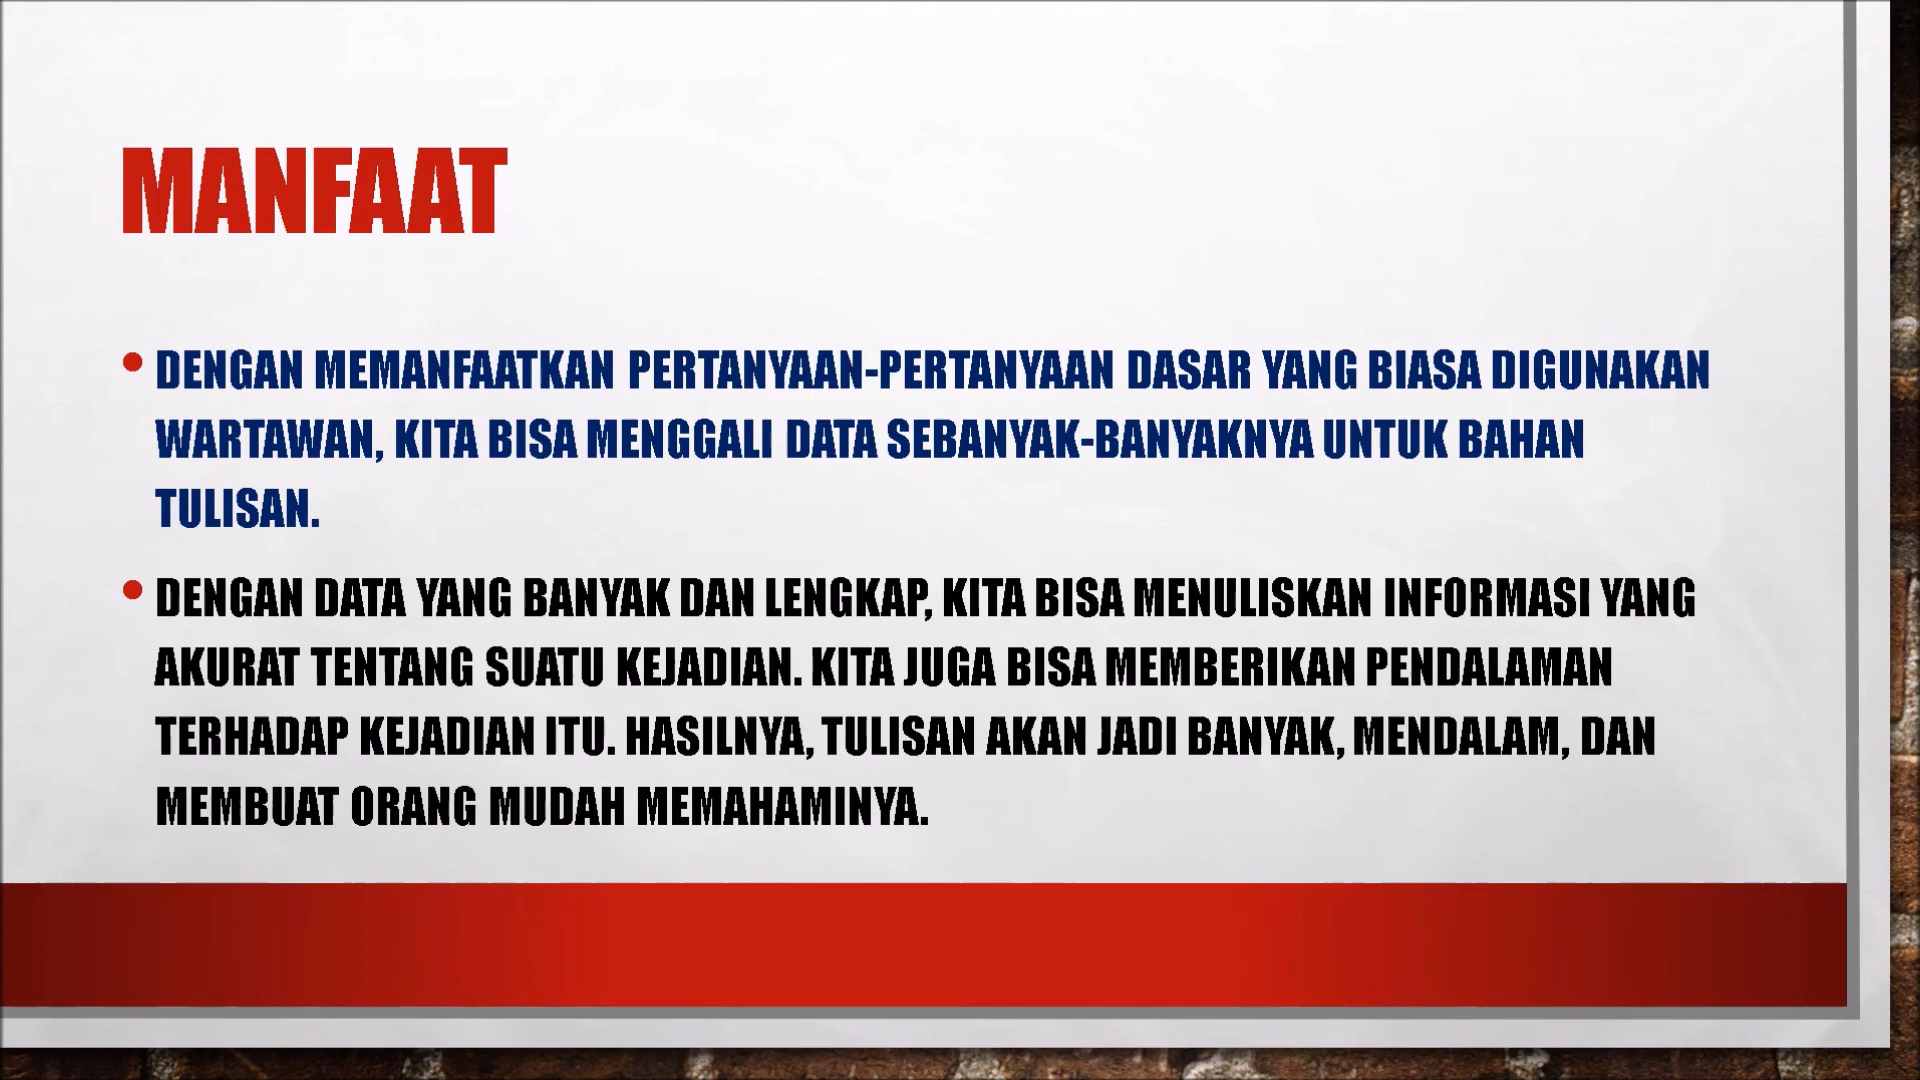 MANFAAT
• DENGAN MEMANFAATKAN PERTANYAAN-PERTANYAAN DASAR YANG BIASA DIGUNAKAN
WARTAWAN, KITA BISA MENGGALI DATA SEBANYAK-BANYAKNYA UNTUK BAHAN
TULISAN.
• DENGAN DATA YANG BANYAK DAN LENGKAP, KITA BISA MENULISKAN INFORMASI YANG
AKURAT TENTANG SUATU KEJADIAN. KITA JUGA BISA MEMBERIKAN PENDALAMAN
TERHADAP KEJADIAN ITU. HASILNYA, TULISAN AKAN JADI BANYAK, MENDALAM, DAN
MEMBUAT ORANG MUDAH MEMAHAMINYA.